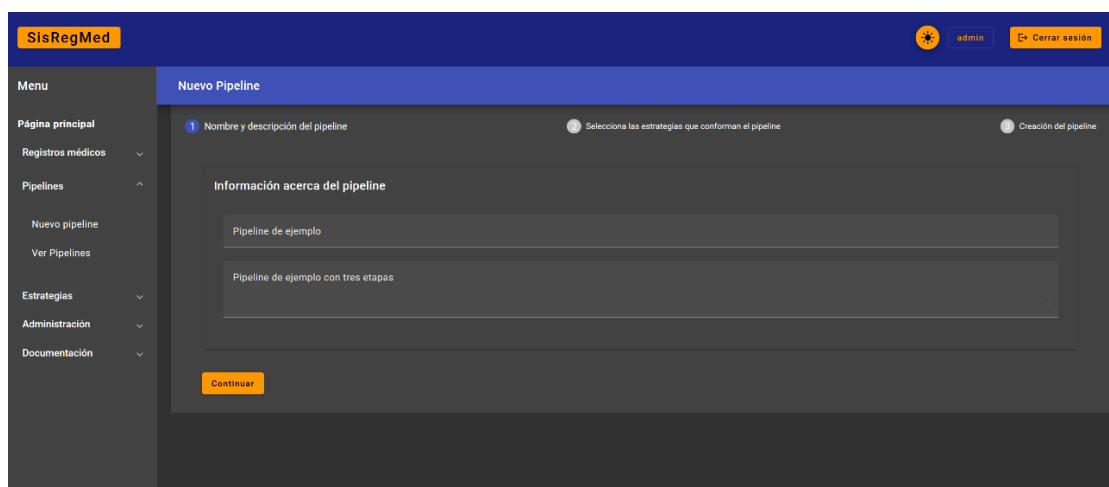 SisRegMed
admin
Cerrar sesión
Menu
Nuevo Pipeline
Página principal
1 Nombre y descripción del pipeline
2 Selecciona las estrategias que conforman el pipeline
3 Creación del pipeline
Registros médicos
Pipelines
Información acerca del pipeline
Nuevo pipeline
Pipeline de ejemplo
Ver Pipelines
Pipeline de ejemplo con tres etapas
Estrategias
Administración
Documentación
Continuar